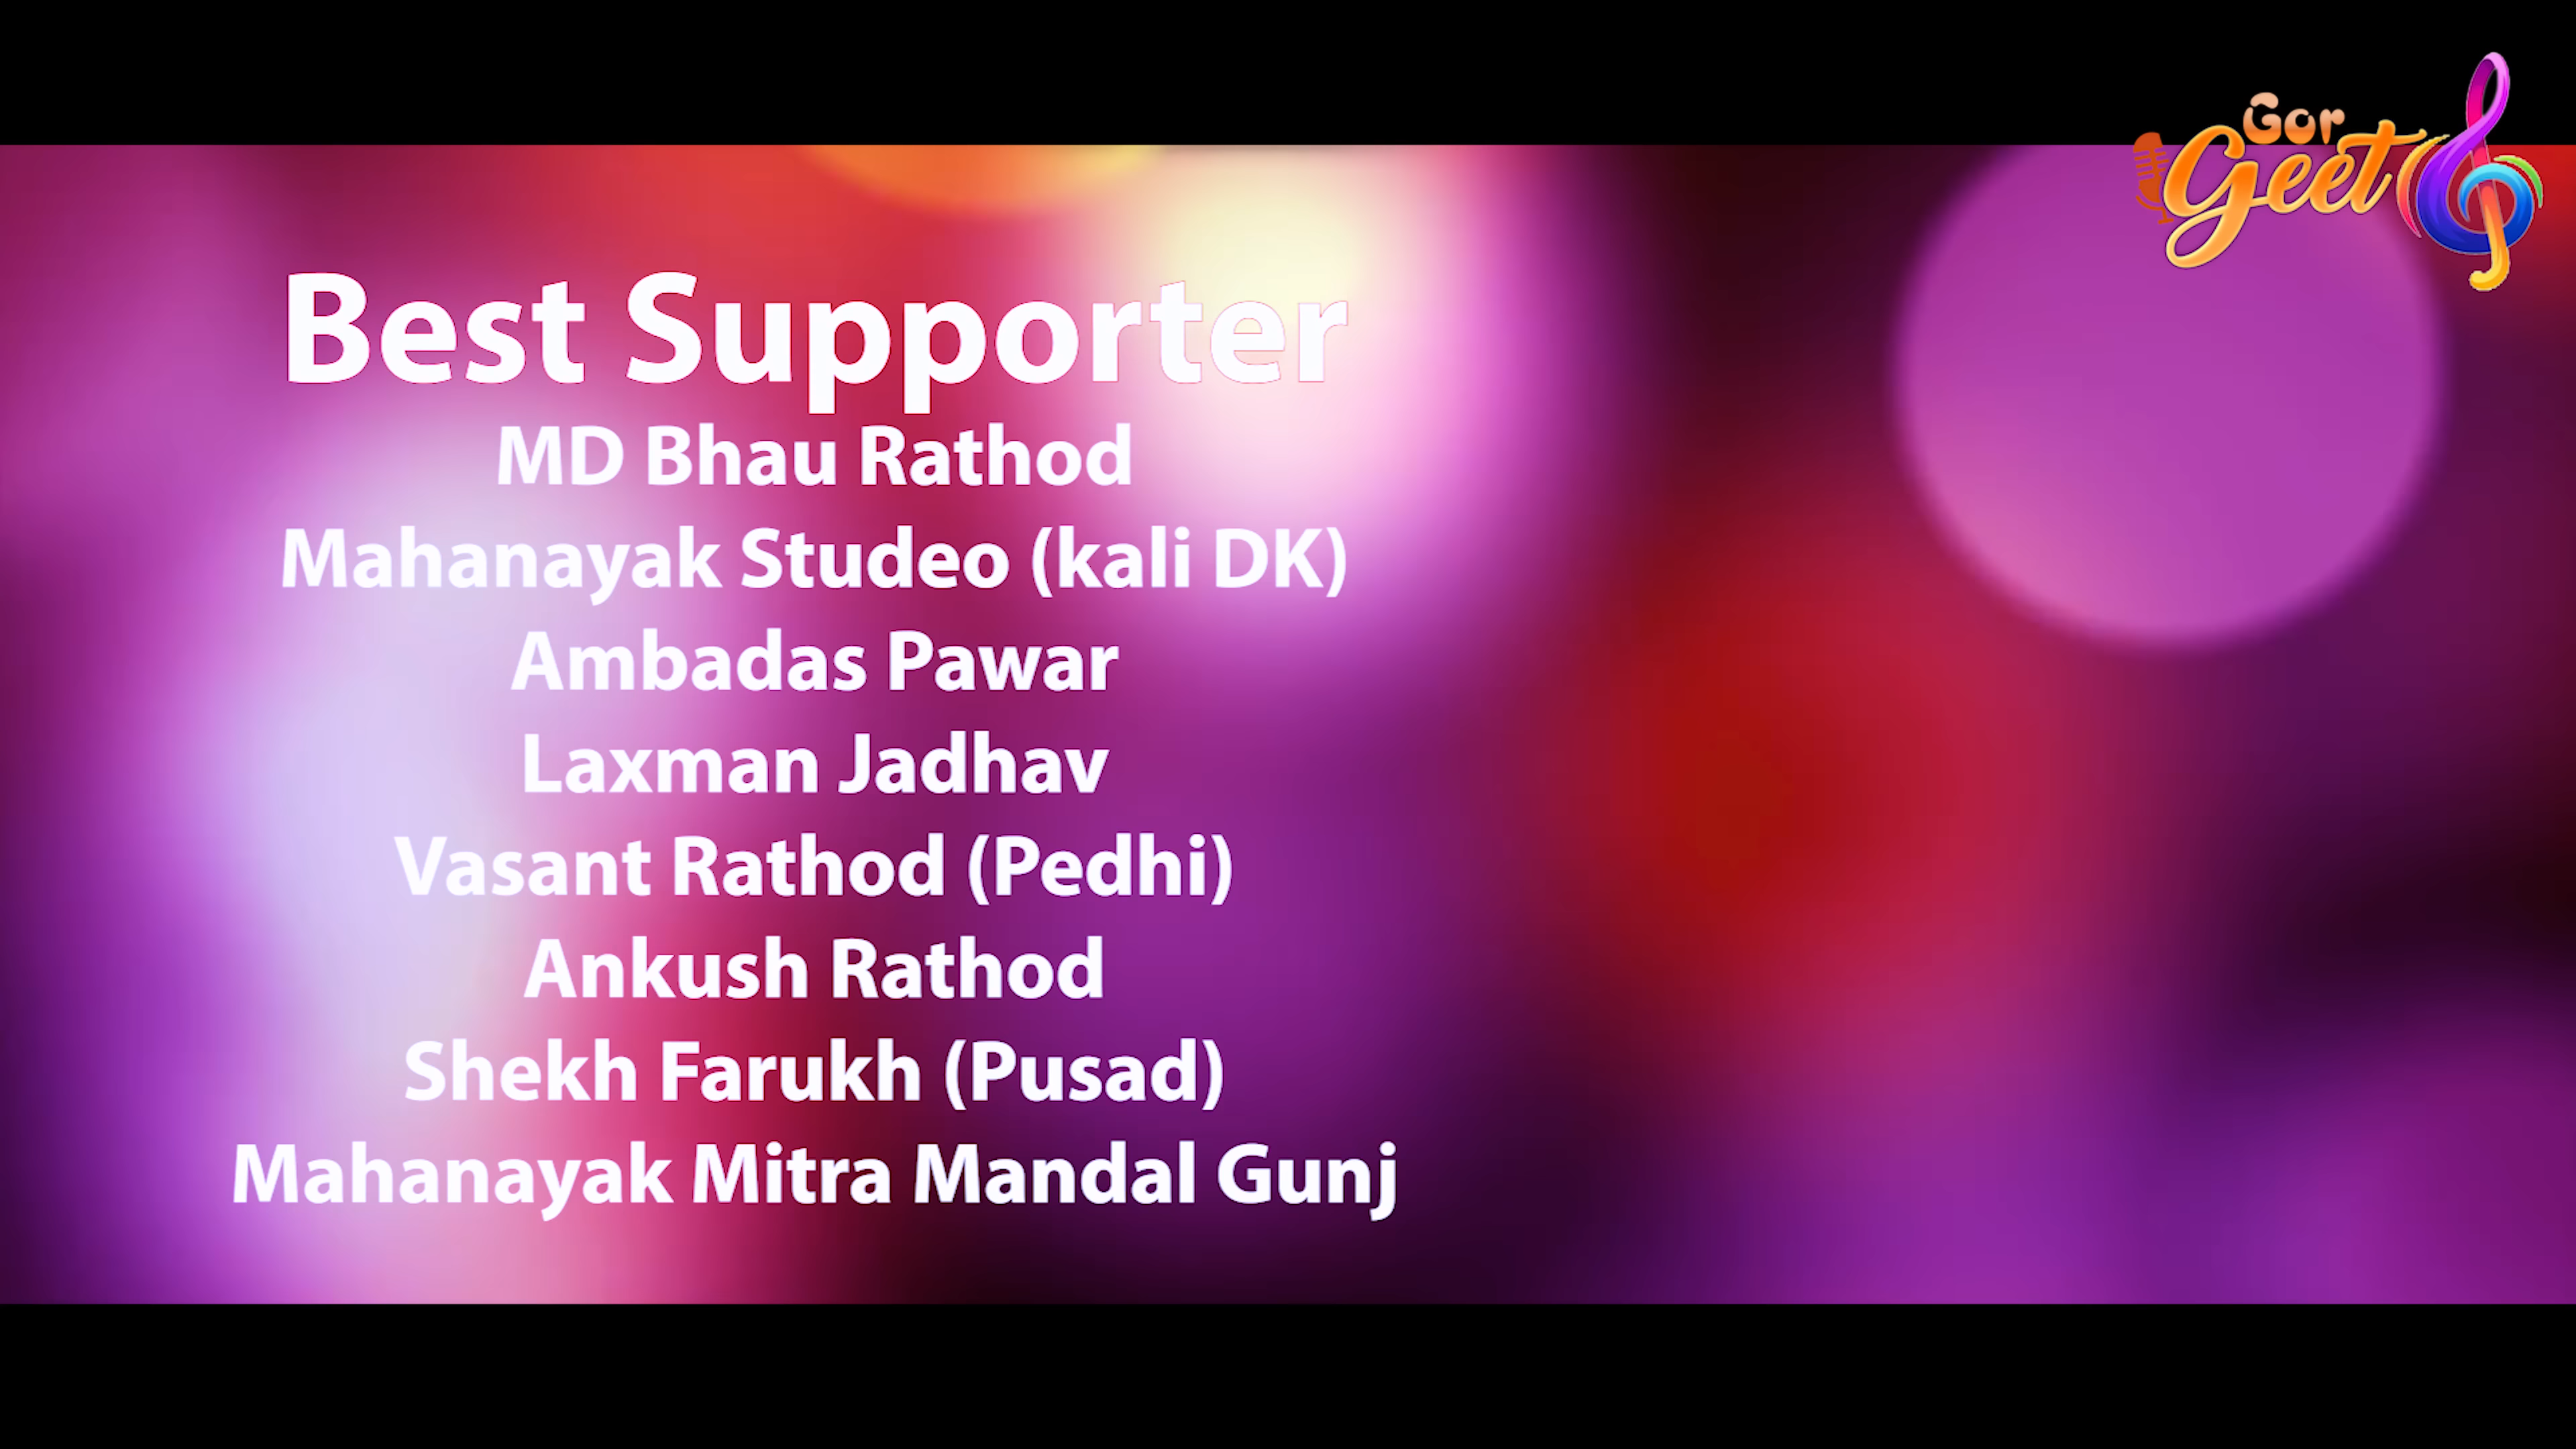 Gor
Geet
Best Supporter
MD Bhau Rathod
Mahanayak Studeo (kali DK)
Ambadas Pawar
Laxman Jadhav
Vasant Rathod (Pedhi)
Ankush Rathod
Shekh Farukh (Pusad)
Mahanayak Mitra Mandal Gunj